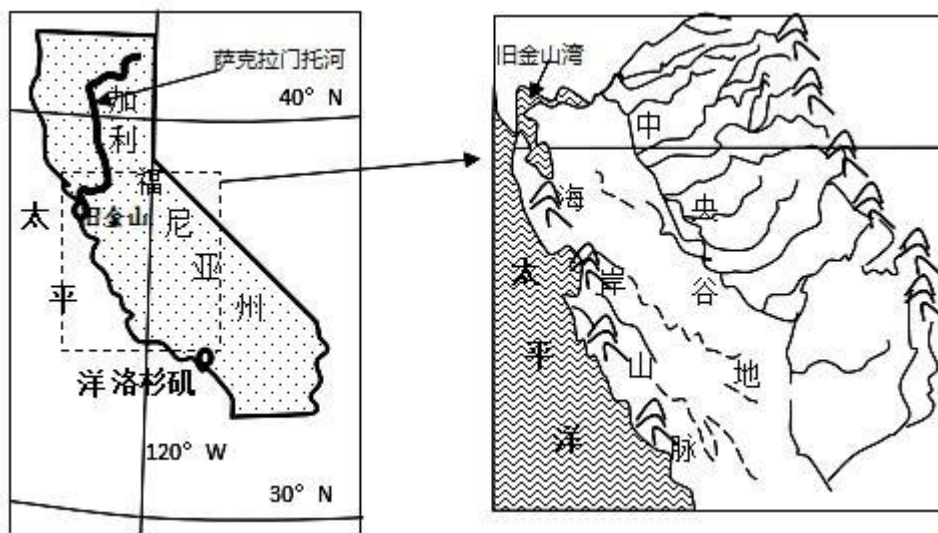 萨克拉门托河
40° N
加利福尼亚州
旧金山
太平洋
洛杉矶
120° W
30° N
旧金山湾
中央谷地
海岸山脉
太平洋